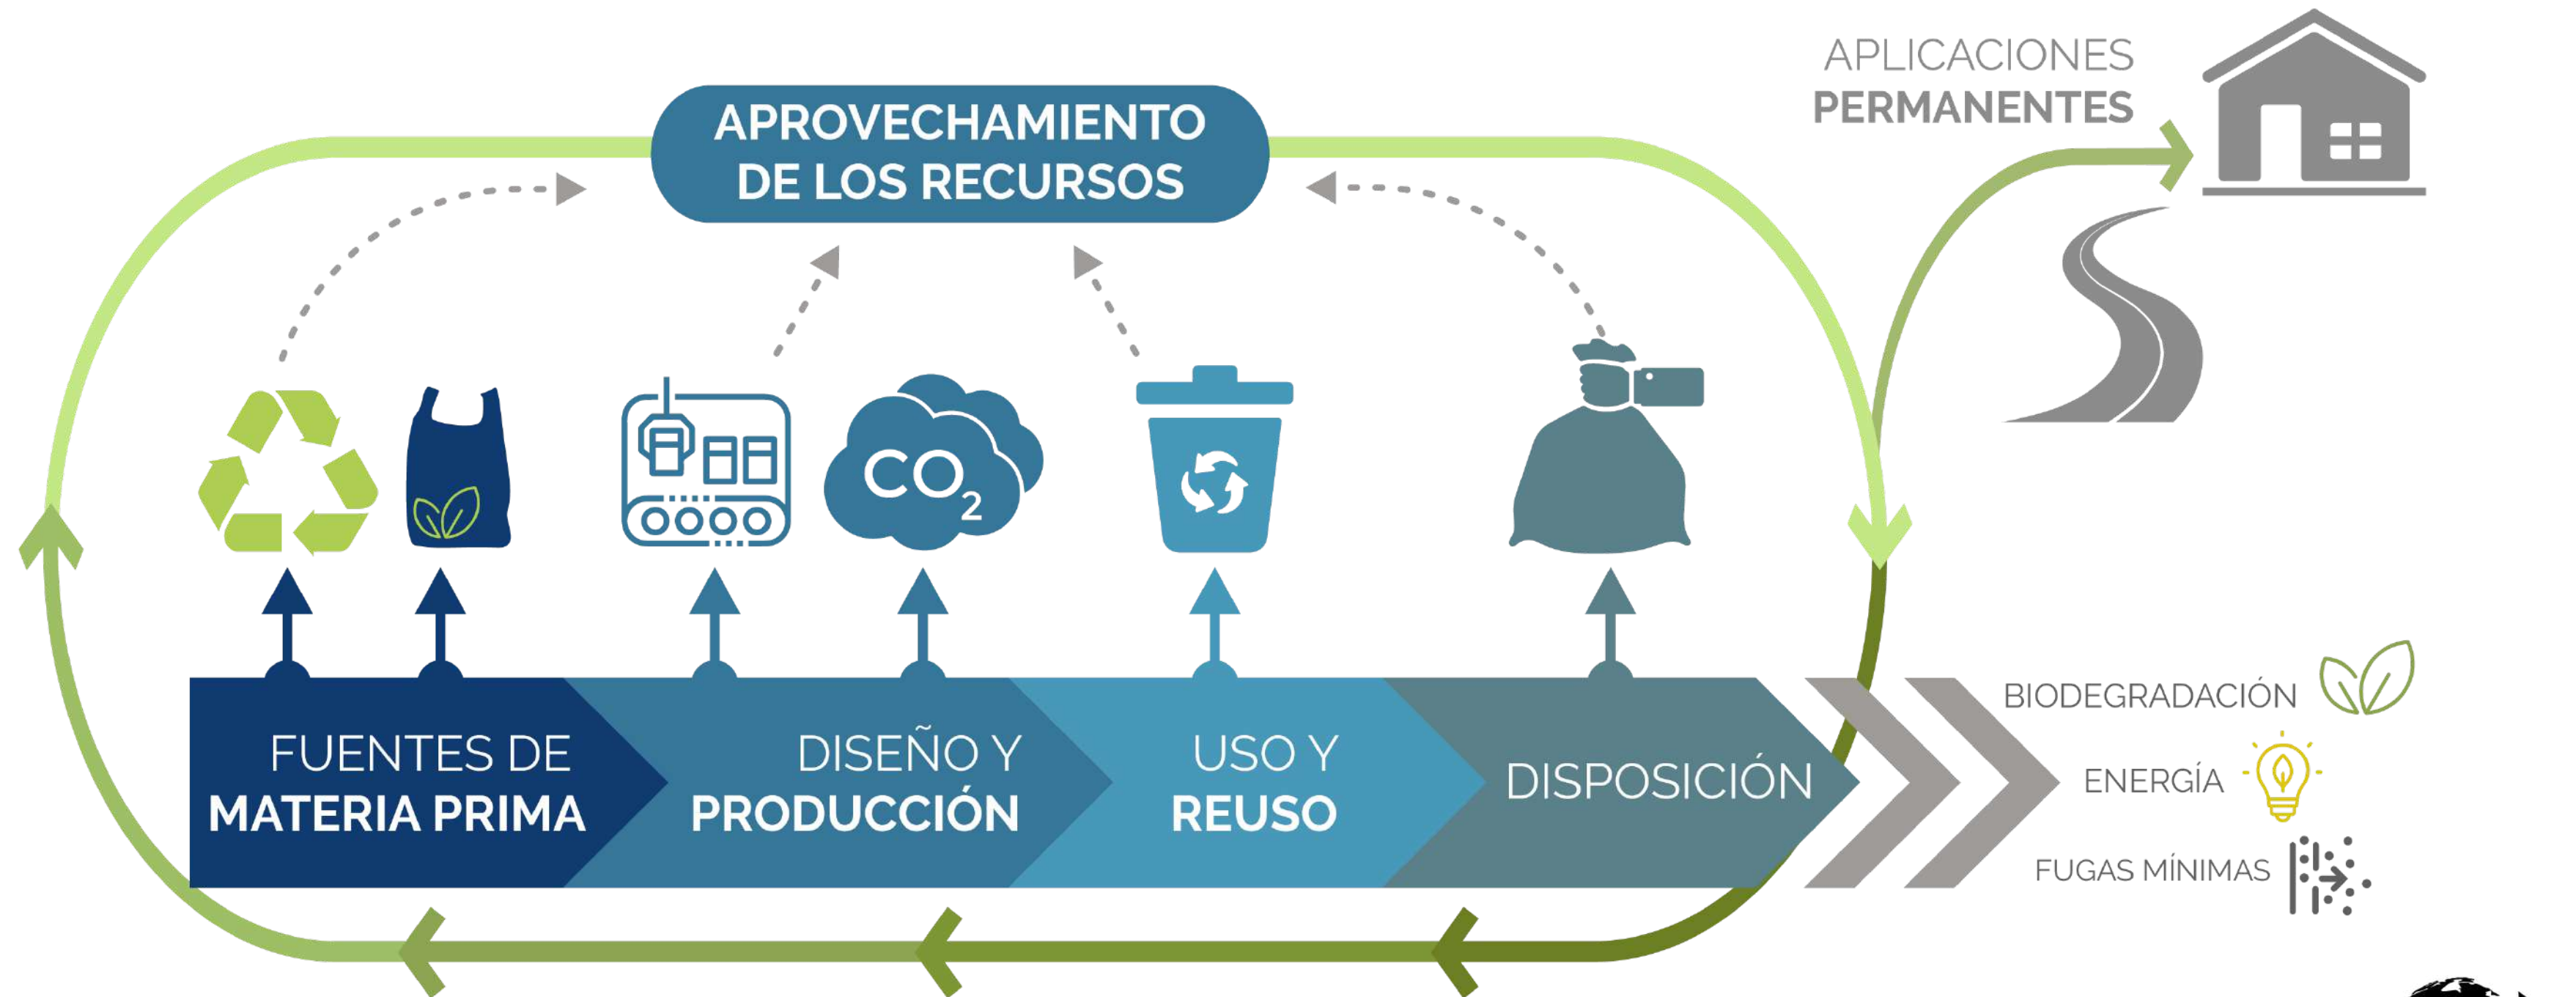 APLICACIONES
PERMANENTES
APROVECHAMIENTO
DE LOS RECURSOS
CO2
FUENTES DE
MATERIA PRIMA
DISEÑO Y
PRODUCCIÓN
USO Y
REUSO
DISPOSICIÓN
BIODEGRADACIÓN
ENERGÍA
FUGAS MÍNIMAS